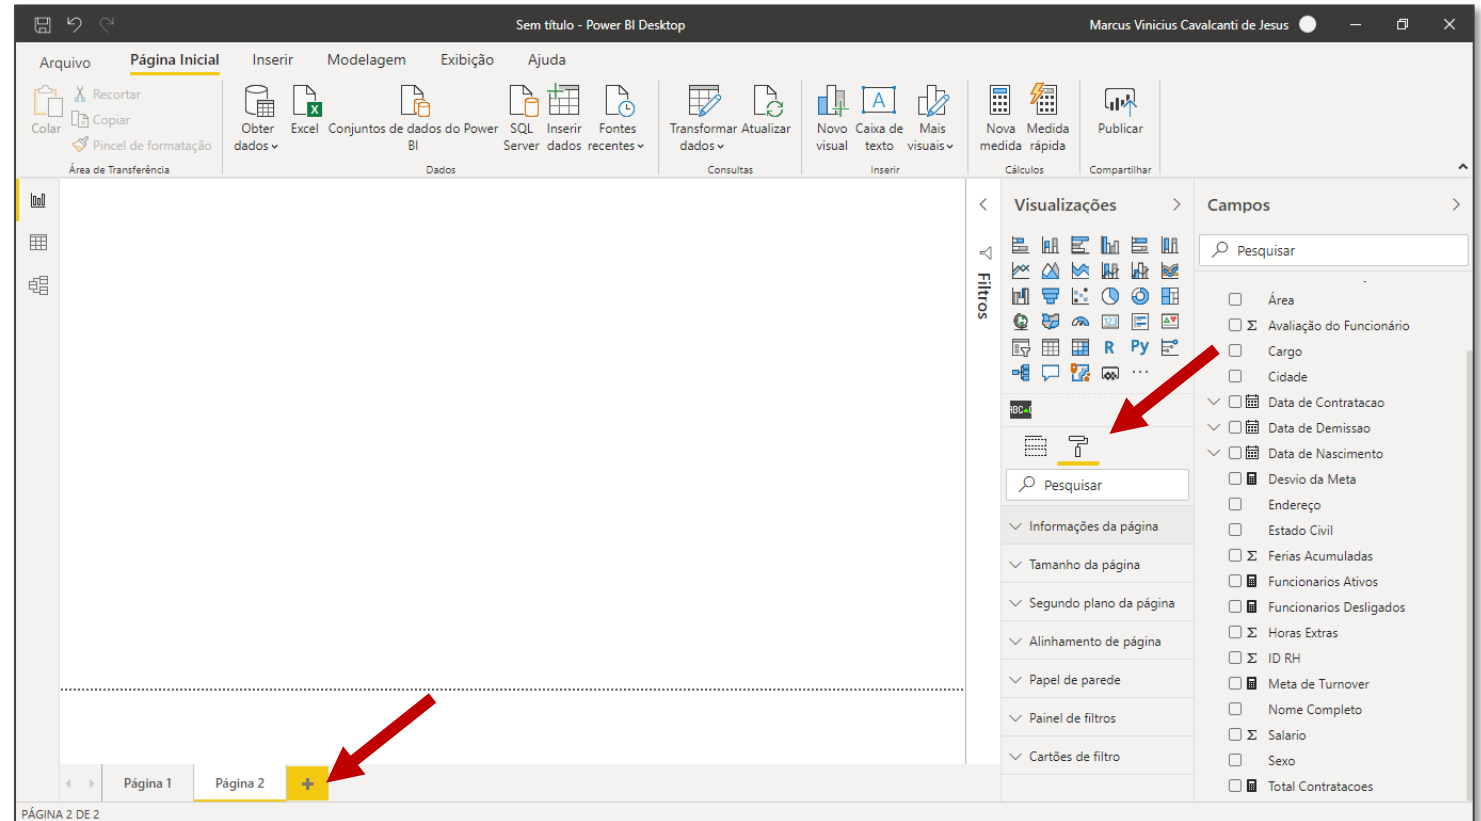 Sem título - Power BI Desktop
Marcus Vinicius Cavalcanti de Jesus
Arquivo
Página Inicial
Inserir
Modelagem
Exibição
Ajuda
Colar
Recortar
Copiar
Pincel de formatação
Área de Transferência
Obter
dados
Excel
Conjuntos de dados do Power
BI
SQL
Server
Inserir
dados
Fontes
recentes
Dados
Transformar
dados
Atualizar
Consultas
Novo
visual
Caixa de
texto
Mais
visuais
Inserir
Nova
medida
Medida
rápida
Cálculos
Publicar
Compartilhar
Filtros
Visualizações
123
R
Py
Pesquisar
Informações da página
Tamanho da página
Segundo plano da página
Alinhamento de página
Papel de parede
Painel de filtros
Cartões de filtro
Campos
Pesquisar
Área
Σ Avaliação do Funcionário
Cargo
Cidade
Data de Contratacao
Data de Demissao
Data de Nascimento
Desvio da Meta
Endereço
Estado Civil
Σ Ferias Acumuladas
Funcionarios Ativos
Funcionarios Desligados
Σ Horas Extras
Σ ID RH
Meta de Turnover
Nome Completo
Σ Salario
Sexo
Total Contratacoes
Página 1
Página 2
+
PÁGINA 2 DE 2